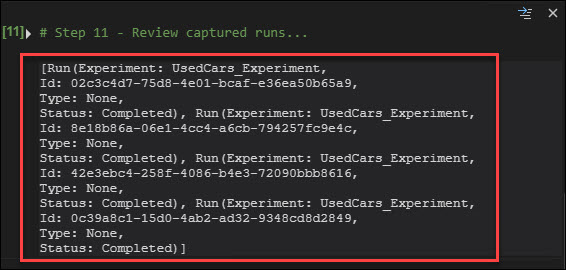 [11] # Step 11 - Review captured runs...
[Run(Experiment: UsedCars_Experiment,
Id: 02c3c4d7-75d8-4e01-bcaf-e36ea50b65a9,
Type: None,
Status: Completed), Run(Experiment: UsedCars_Experiment,
Id: 8e18b86a-06e1-4cc4-a6cb-794257fc9e4c,
Type: None,
Status: Completed), Run(Experiment: UsedCars_Experiment,
Id: 42e3ebc4-258f-4086-b4e3-72090bbb8616,
Type: None,
Status: Completed), Run(Experiment: UsedCars_Experiment,
Id: 0c39a8c1-15d0-4ab2-ad32-9348cd8d2849,
Type: None,
Status: Completed)]